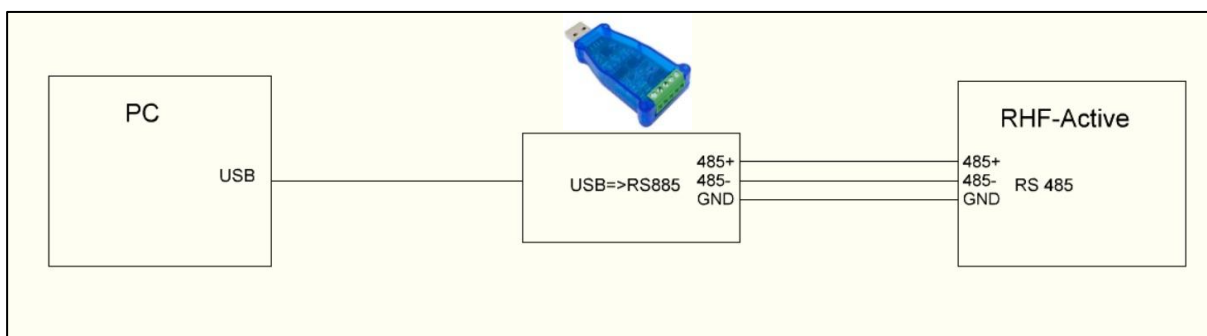 PC
USB
USB=>RS885
485+
485-
GND
RHF-Active
485+
485-
GND
RS 485